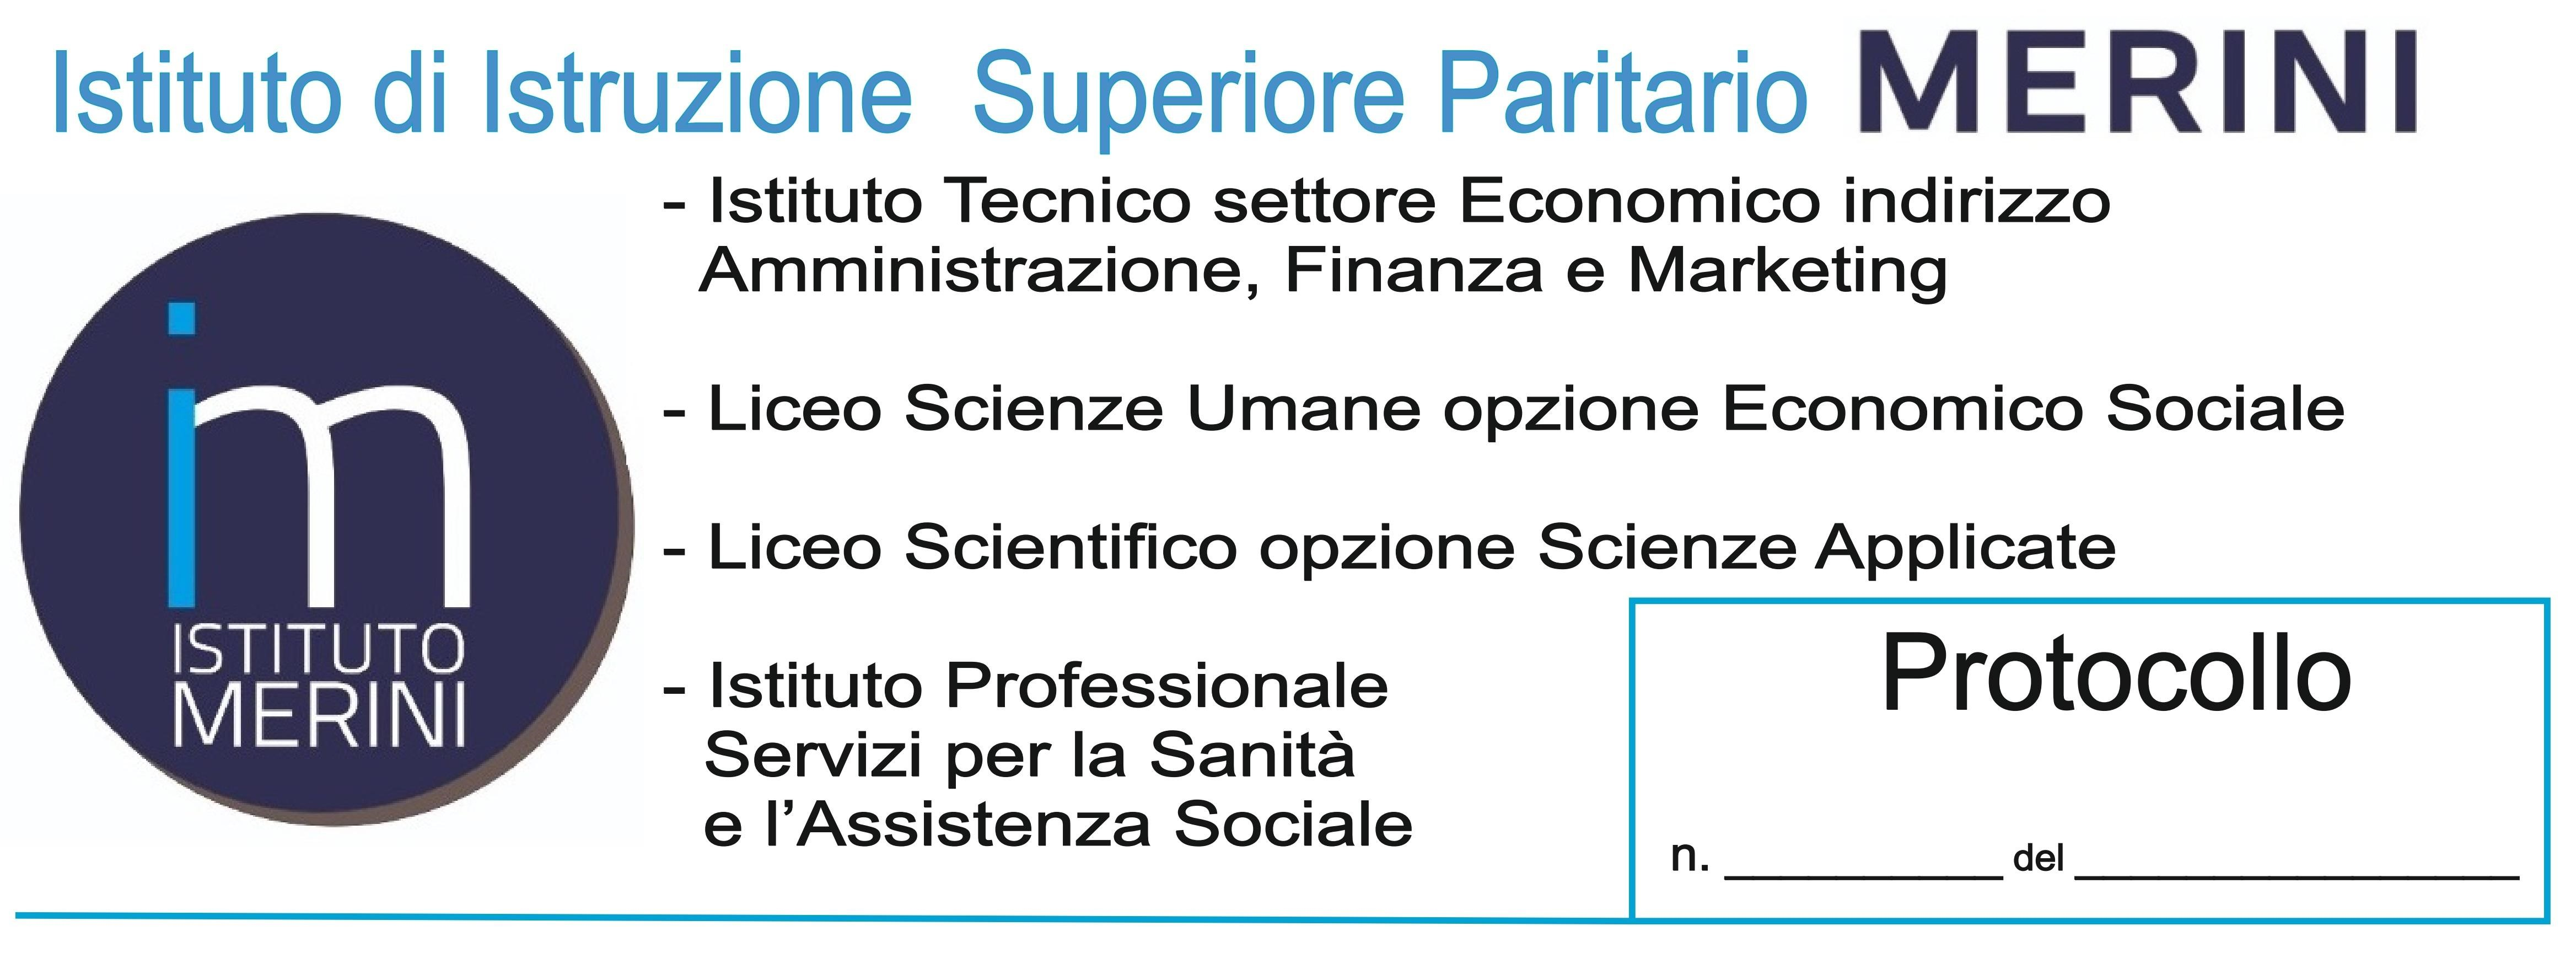 Istituto di Istruzione Superiore Paritario MERINI
- Istituto Tecnico settore Economico indirizzo
Amministrazione, Finanza e Marketing
- Liceo Scienze Umane opzione Economico Sociale
- Liceo Scientifico opzione Scienze Applicate
- Istituto Professionale
Servizi per la Sanità
e l’Assistenza Sociale
im
ISTITUTO
MERINI
Protocollo
n. __________ del ________________